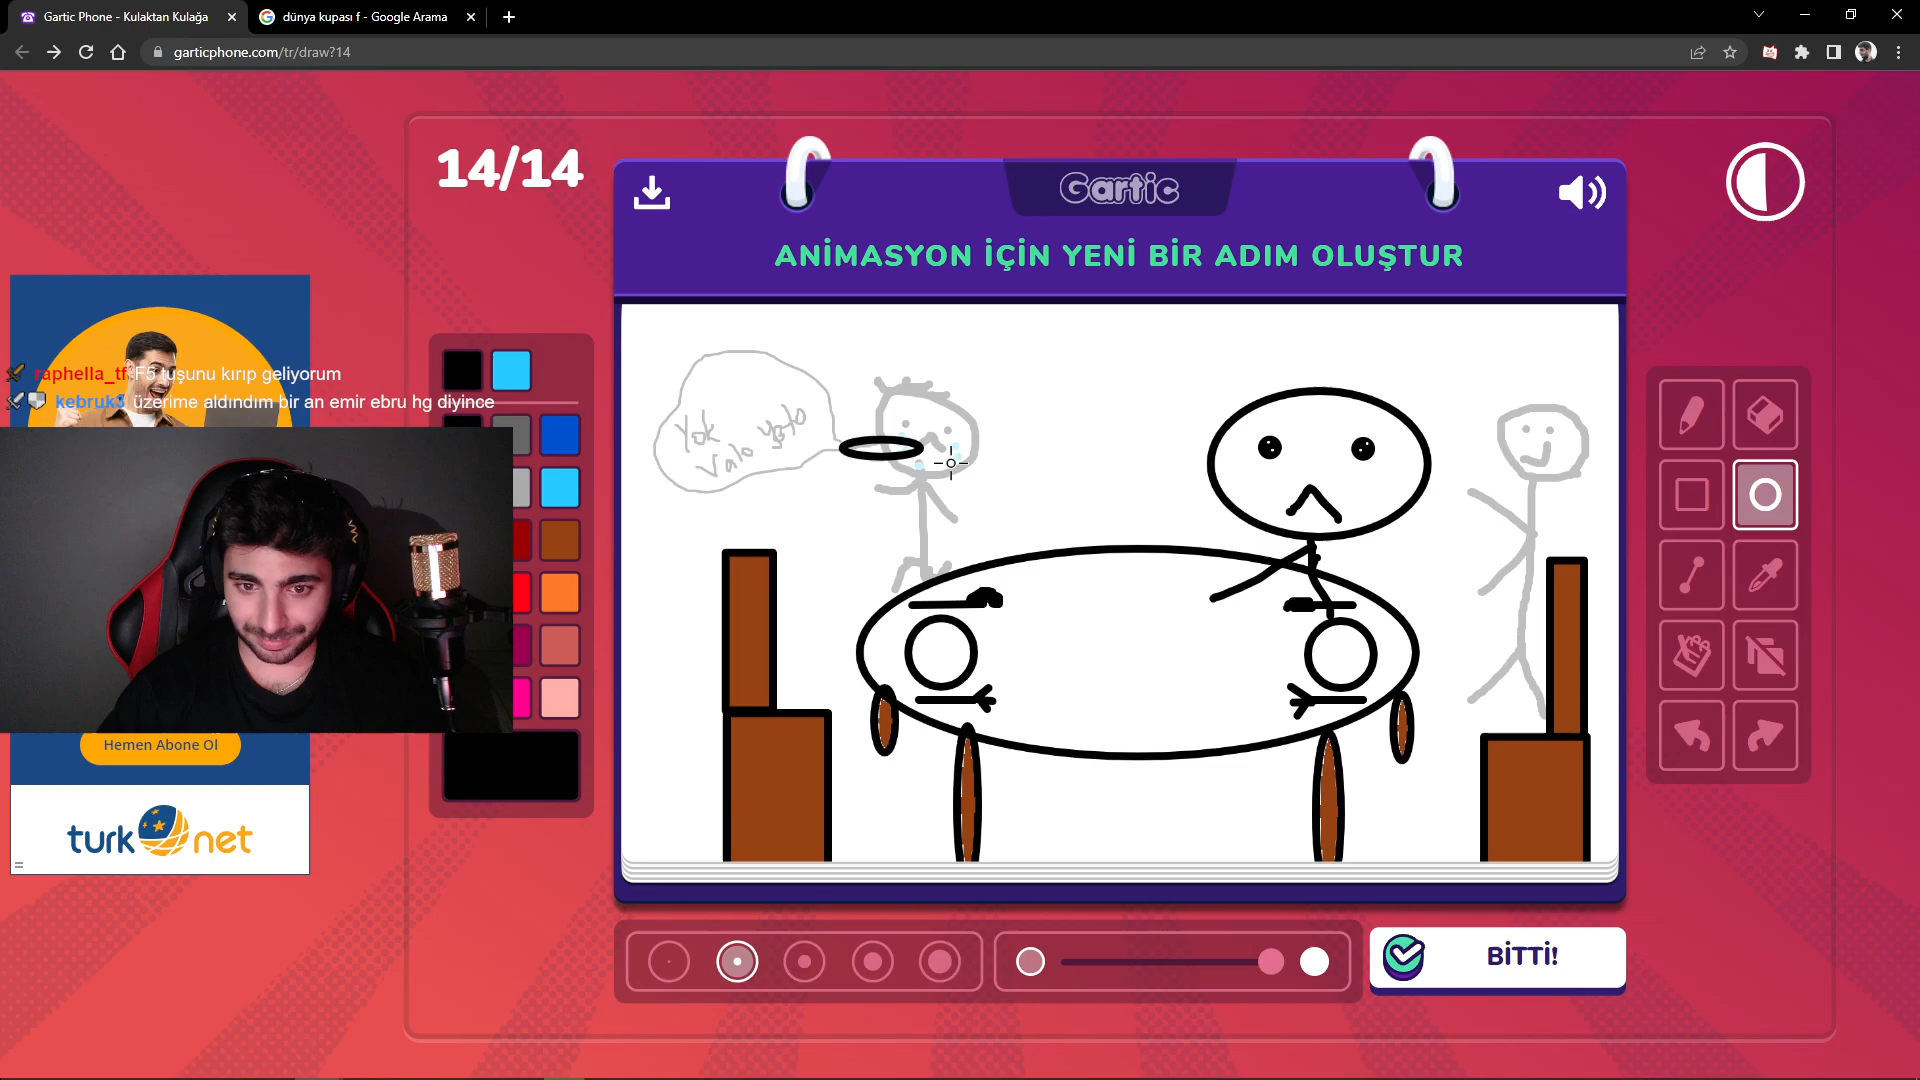 Gartic Phone - Kulaktan Kulağa
dünya kupası f - Google Arama
garticphone.com/tr/draw?14
14/14
Gartic
ANİMASYON İÇİN YENİ BİR ADIM OLUŞTUR
raphella_tf: F5 tuşunu kırıp geliyorum
kebruk3: üzerime aldındım bir an emir ebru hg diyince
Yok
Valo yalo
Hemen Abone Ol
turk net
BİTTİ!